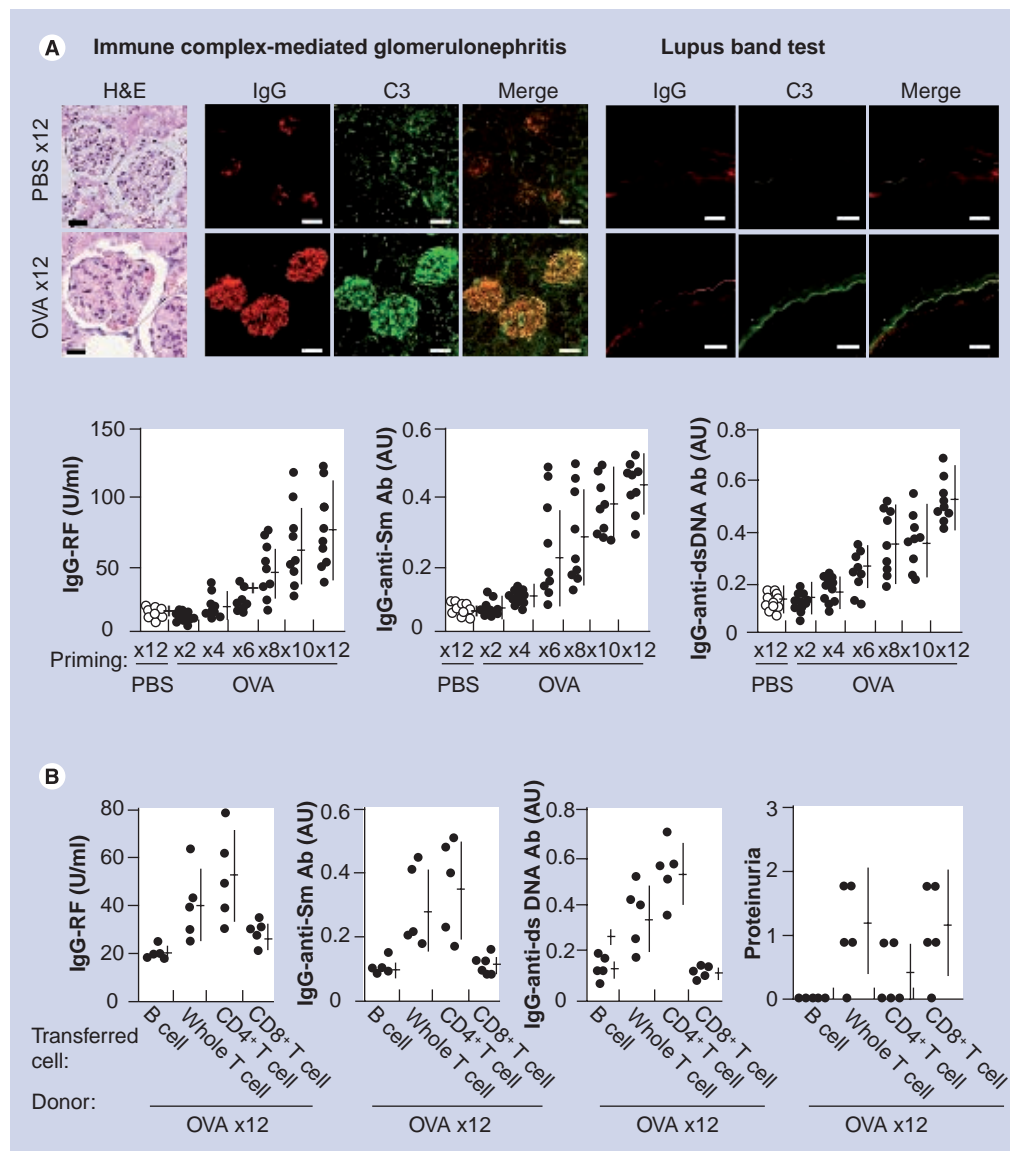 A Immune complex-mediated glomerulonephritis Lupus band test
H&E IgG C3 Merge IgG C3 Merge
PBS x12
OVA x12
IgG-RF (U/ml)
150
100
50
0
IgG-anti-Sm Ab (AU)
0.6
0.4
0.2
0
IgG-anti-dsDNA Ab (AU)
0.8
0.6
0.4
0.2
0
Priming: x12 x2 x4 x6 x8 x10 x12 x12 x2 x4 x6 x8 x10 x12 x12 x2 x4 x6 x8 x10 x12
PBS OVA PBS OVA PBS OVA
B
IgG-RF (U/ml)
80
60
40
20
0
IgG-anti-Sm Ab (AU)
0.6
0.4
0.2
0
IgG-anti-ds DNA Ab (AU)
0.8
0.6
0.4
0.2
0
Proteinuria
3
2
1
0
Transferred
cell:
B cell
Whole T cell
CD4+ T cell
CD8+ T cell
B cell
Whole T cell
CD4+ T cell
CD8+ T cell
B cell
Whole T cell
CD4+ T cell
CD8+ T cell
B cell
Whole T cell
CD4+ T cell
CD8+ T cell
Donor:
OVA x12 OVA x12 OVA x12 OVA x12